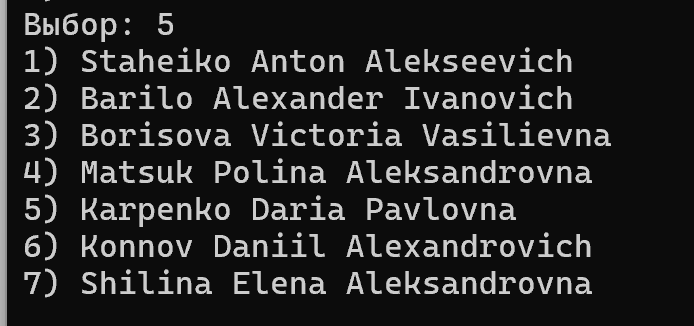 Выбор: 5
1) Staheiko Anton Alekseevich
2) Barilo Alexander Ivanovich
3) Borisova Victoria Vasilievna
4) Matsuk Polina Aleksandrovna
5) Karpenko Daria Pavlovna
6) Konnov Daniil Alexandrovich
7) Shilina Elena Aleksandrovna